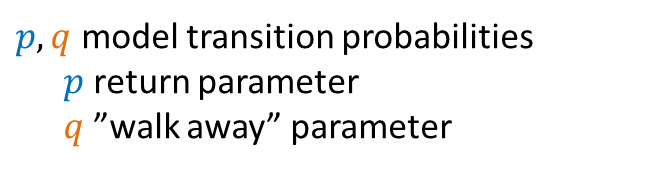 p, q model transition probabilities
p return parameter
q ”walk away” parameter